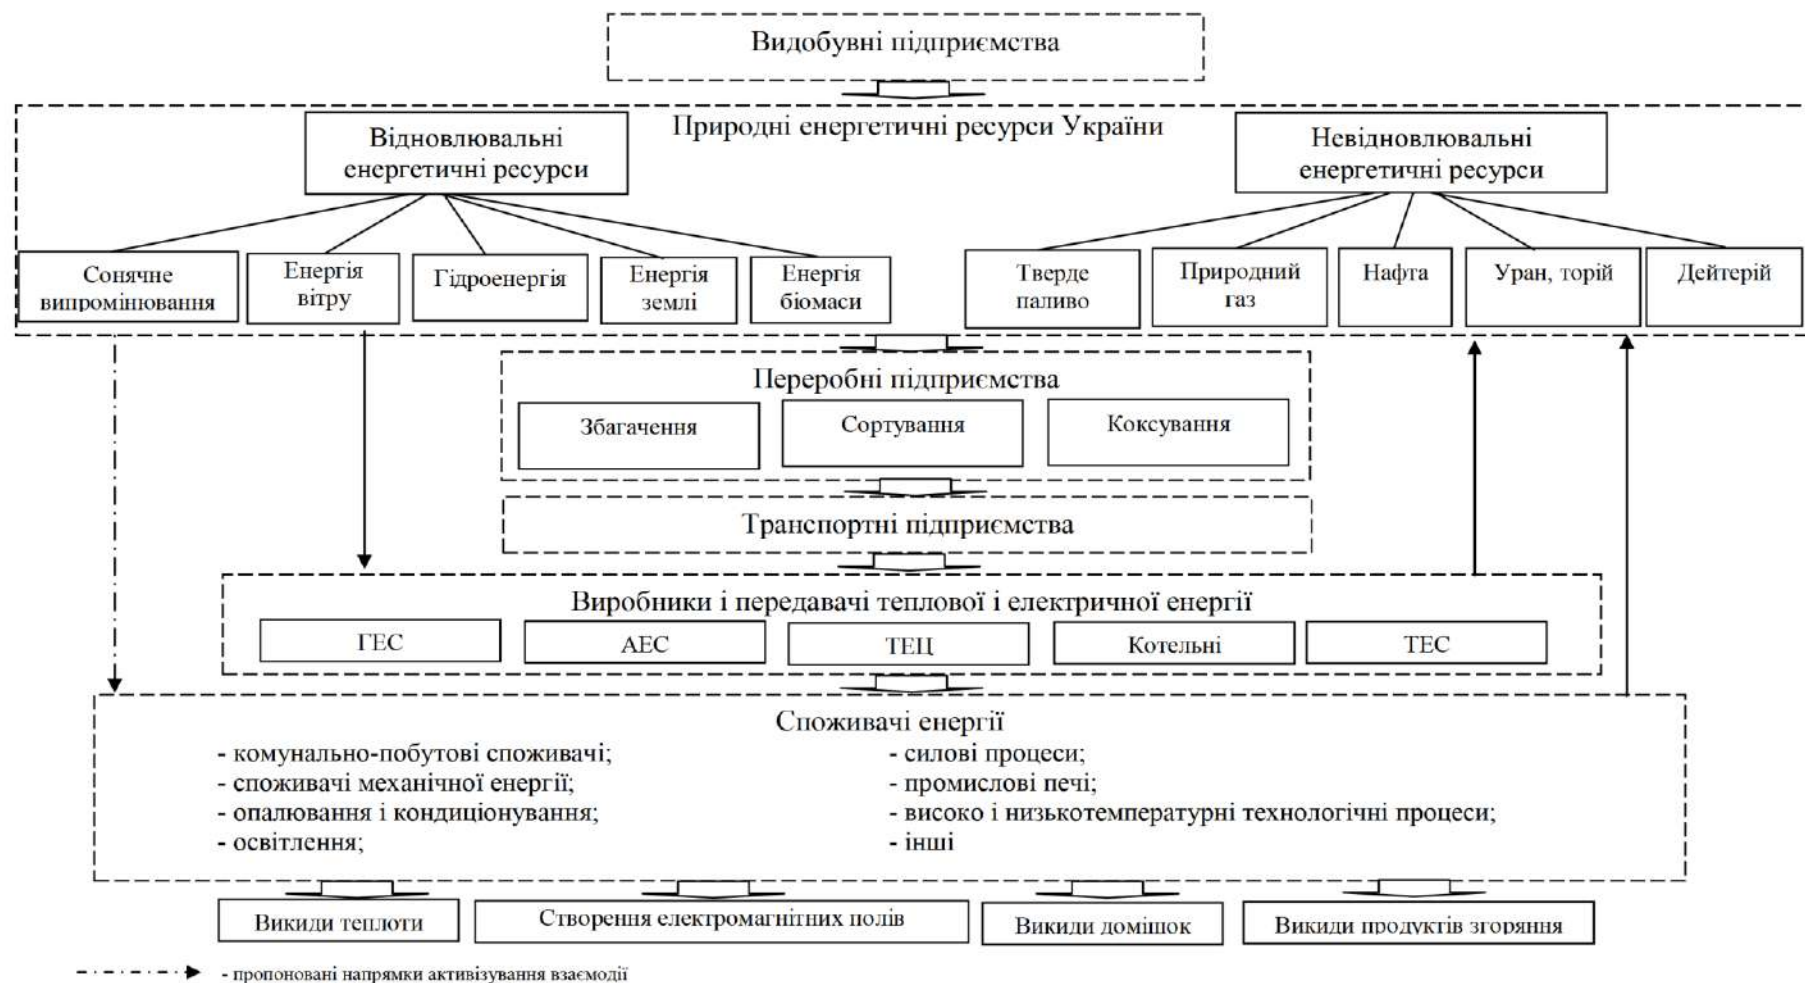 Видобувні підприємства
Природні енергетичні ресурси України
Відновлювальні
енергетичні ресурси
Невідновлювальні
енергетичні ресурси
Сонячне
випромінювання
Енергія
вітру
Гідроенергія
Енергія
землі
Енергія
біомаси
Тверде
паливо
Природний
газ
Нафта
Уран, торій
Дейтерій
Переробні підприємства
Збагачення
Сортування
Коксування
Транспортні підприємства
Виробники і передавачі теплової і електричної енергії
ГЕС
АЕС
ТЕЦ
Котельні
ТЕС
Споживачі енергії
- комунально-побутові споживачі;
- споживачі механічної енергії;
- опалювання і кондиціонування;
- освітлення;
- силові процеси;
- промислові печі;
- високо і низькотемпературні технологічні процеси;
- інші
Викиди теплоти
Створення електромагнітних полів
Викиди домішок
Викиди продуктів згоряння
- пропоновані напрямки активізування взаємодії